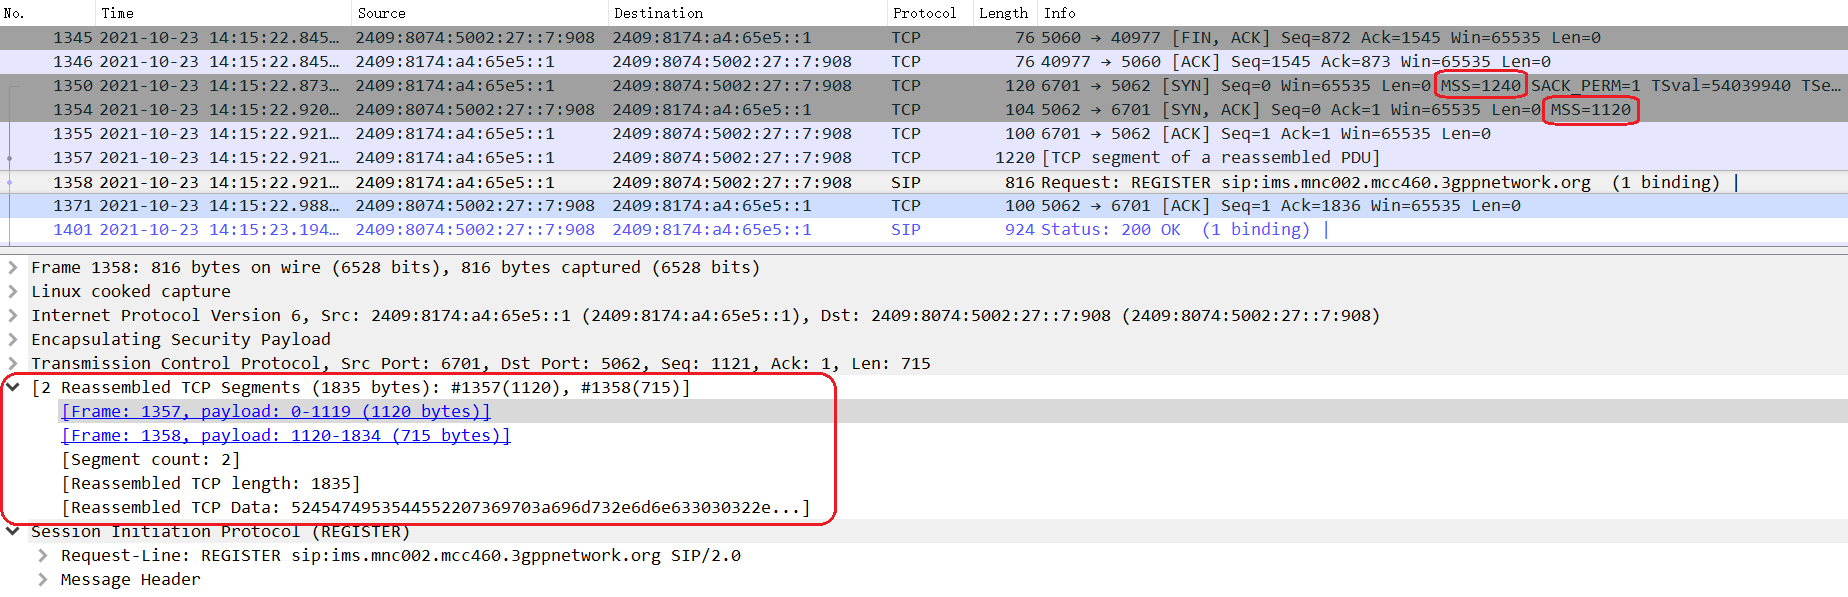 No. Time Source Destination Protocol Length Info
1345 2021-10-23 14:15:22.845… 2409:8074:5002:27::7:908 2409:8174:a4:65e5::1 TCP 76 5060 → 40977 [FIN, ACK] Seq=872 Ack=1545 Win=65535 Len=0
1346 2021-10-23 14:15:22.845… 2409:8174:a4:65e5::1 2409:8074:5002:27::7:908 TCP 76 40977 → 5060 [ACK] Seq=1545 Ack=873 Win=65535 Len=0
1350 2021-10-23 14:15:22.873… 2409:8174:a4:65e5::1 2409:8074:5002:27::7:908 TCP 120 6701 → 5062 [SYN] Seq=0 Win=65535 Len=0 MSS=1240 SACK_PERM=1 TSval=54039940 TSe…
1354 2021-10-23 14:15:22.920… 2409:8074:5002:27::7:908 2409:8174:a4:65e5::1 TCP 104 5062 → 6701 [SYN, ACK] Seq=0 Ack=1 Win=65535 Len=0 MSS=1120
1355 2021-10-23 14:15:22.921… 2409:8174:a4:65e5::1 2409:8074:5002:27::7:908 TCP 100 6701 → 5062 [ACK] Seq=1 Ack=1 Win=65535 Len=0
1357 2021-10-23 14:15:22.921… 2409:8174:a4:65e5::1 2409:8074:5002:27::7:908 TCP 1220 [TCP segment of a reassembled PDU]
1358 2021-10-23 14:15:22.921… 2409:8174:a4:65e5::1 2409:8074:5002:27::7:908 SIP 816 Request: REGISTER sip:ims.mnc002.mcc460.3gppnetwork.org (1 binding) |
1371 2021-10-23 14:15:22.988… 2409:8074:5002:27::7:908 2409:8174:a4:65e5::1 TCP 100 5062 → 6701 [ACK] Seq=1 Ack=1836 Win=65535 Len=0
1401 2021-10-23 14:15:23.194… 2409:8074:5002:27::7:908 2409:8174:a4:65e5::1 SIP 924 Status: 200 OK (1 binding) |
Frame 1358: 816 bytes on wire (6528 bits), 816 bytes captured (6528 bits)
Linux cooked capture
Internet Protocol Version 6, Src: 2409:8174:a4:65e5::1 (2409:8174:a4:65e5::1), Dst: 2409:8074:5002:27::7:908 (2409:8074:5002:27::7:908)
Encapsulating Security Payload
Transmission Control Protocol, Src Port: 6701, Dst Port: 5062, Seq: 1121, Ack: 1, Len: 715
[2 Reassembled TCP Segments (1835 bytes): #1357(1120), #1358(715)]
[Frame: 1357, payload: 0-1119 (1120 bytes)]
[Frame: 1358, payload: 1120-1834 (715 bytes)]
[Segment count: 2]
[Reassembled TCP length: 1835]
[Reassembled TCP Data: 5245474953544552207369703a696d732e6d6e633030322e...]
Session Initiation Protocol (REGISTER)
Request-Line: REGISTER sip:ims.mnc002.mcc460.3gppnetwork.org SIP/2.0
Message Header